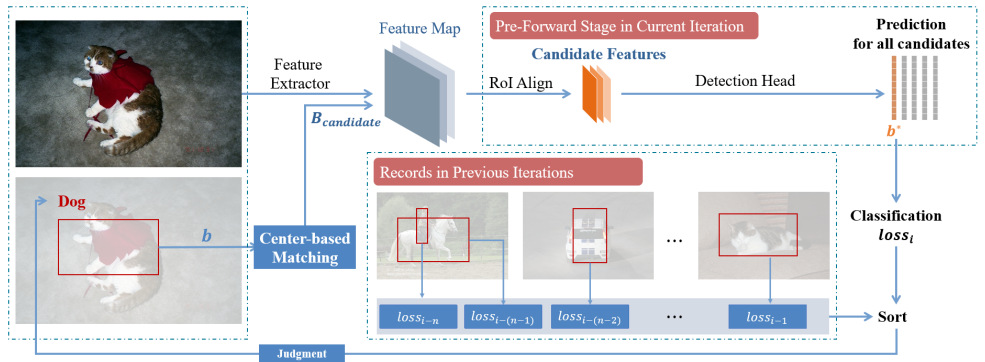 Feature Map
Pre-Forward Stage in Current Iteration
Prediction
for all candidates
Candidate Features
Feature
Extractor
RoI Align
Detection Head
B_candidate
b*
Records in Previous Iterations
Dog
b
Center-based
Matching
...
Classification
loss_i
loss_{i-n}
loss_{i-(n-1)}
loss_{i-(n-2)}
...
loss_{i-1}
Sort
Judgment